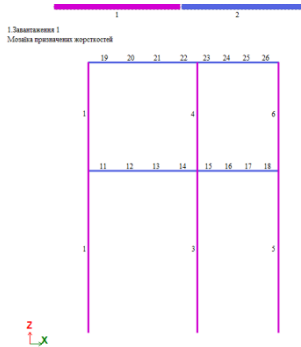 1 2
1.Завантаження 1
Мозаїка призначених жорсткостей
19 20 21 22 23 24 25 26
1 4 6
11 12 13 14 15 16 17 18
1 3 5
Z
X